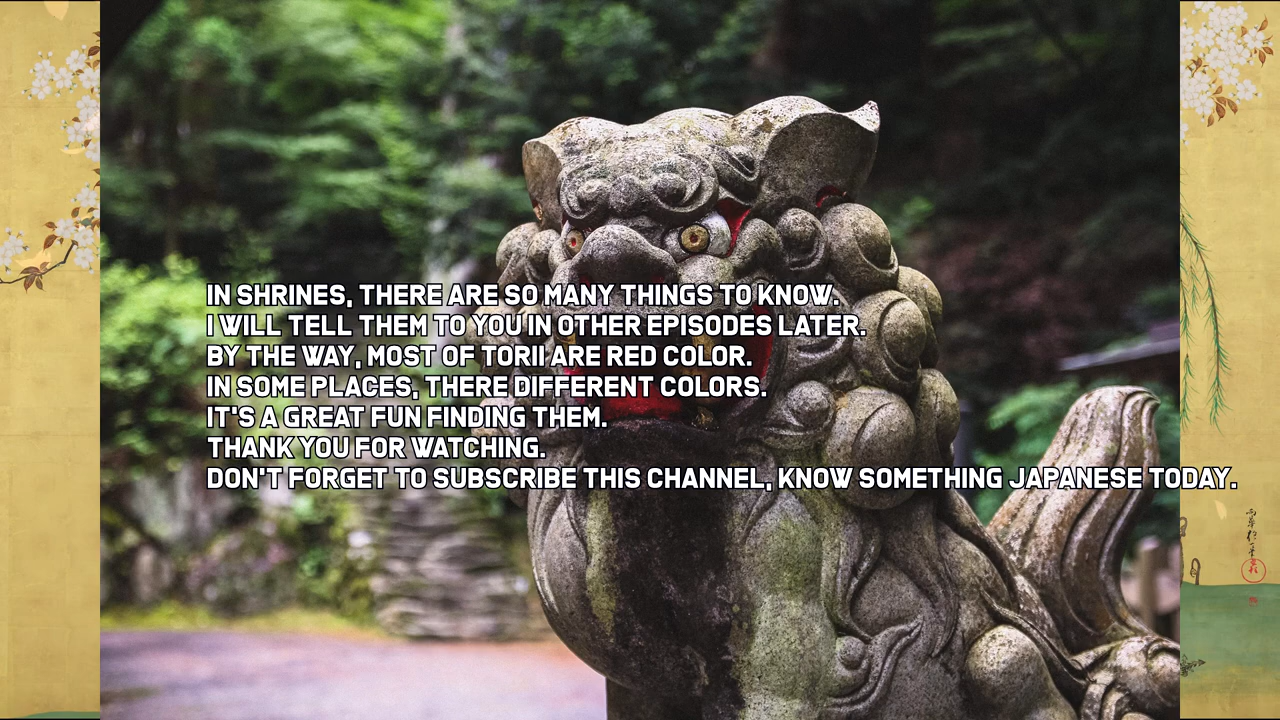 IN SHRINES, THERE ARE SO MANY THINGS TO KNOW.
I WILL TELL THEM TO YOU IN OTHER EPISODES LATER.
BY THE WAY, MOST OF TORII ARE RED COLOR.
IN SOME PLACES, THERE DIFFERENT COLORS.
IT'S A GREAT FUN FINDING THEM.
THANK YOU FOR WATCHING.
DON'T FORGET TO SUBSCRIBE THIS CHANNEL, KNOW SOMETHING JAPANESE TODAY.